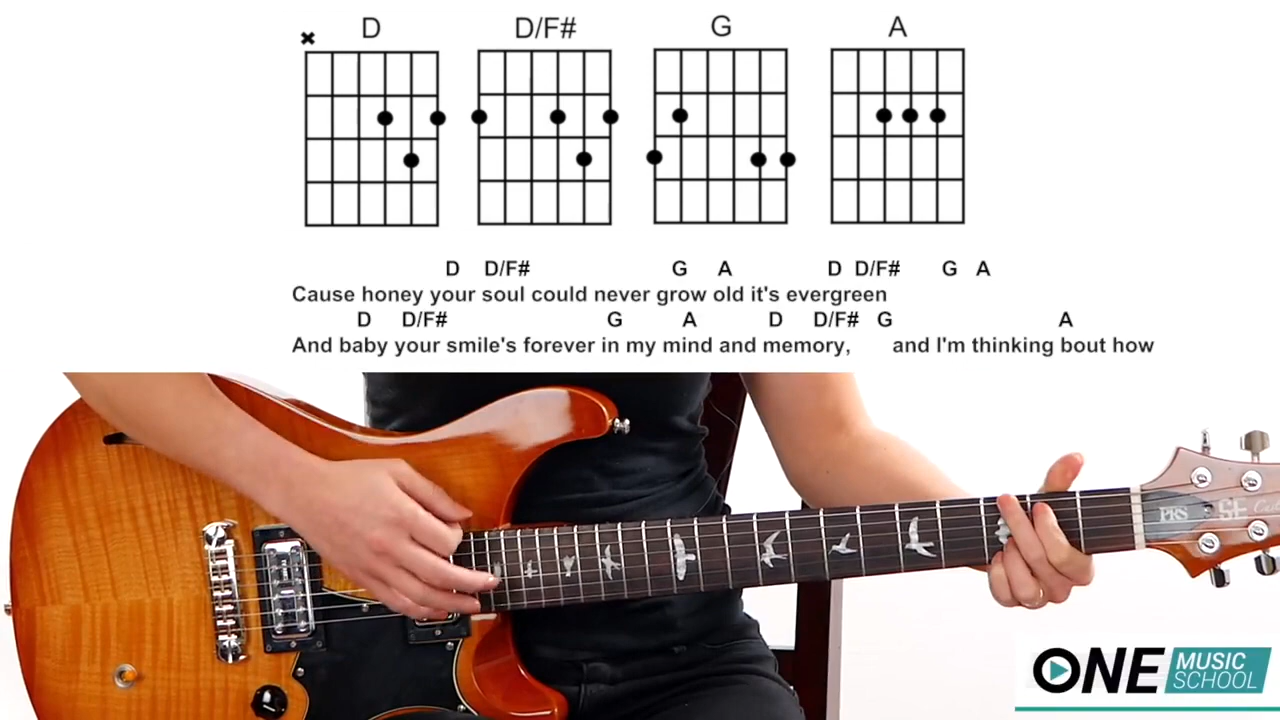 D D/F# G A
D D/F# G A D D/F# G A
Cause honey your soul could never grow old it's evergreen
D D/F# G A D D/F# G A
And baby your smile's forever in my mind and memory, and I'm thinking bout how
PRS SE
ONE MUSIC SCHOOL